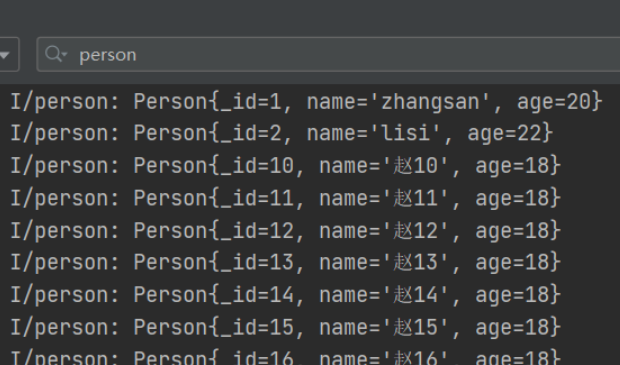 person
I/person: Person{_id=1, name='zhangsan', age=20}
I/person: Person{_id=2, name='lisi', age=22}
I/person: Person{_id=10, name='赵10', age=18}
I/person: Person{_id=11, name='赵11', age=18}
I/person: Person{_id=12, name='赵12', age=18}
I/person: Person{_id=13, name='赵13', age=18}
I/person: Person{_id=14, name='赵14', age=18}
I/person: Person{_id=15, name='赵15', age=18}
I/person: Person{_id=16, name='赵16', age=18}